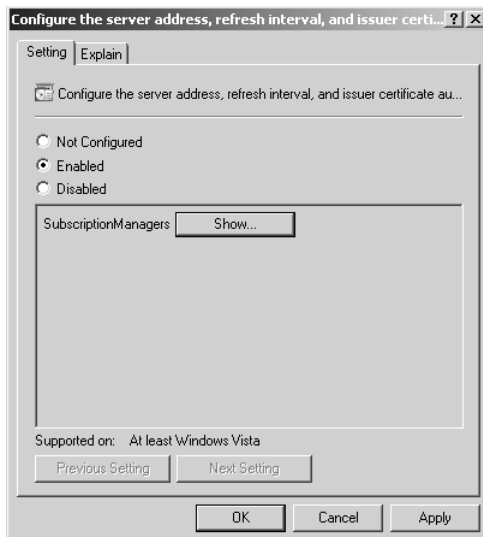 Configure the server address, refresh interval, and issuer certi... ? X
Setting Explain
Configure the server address, refresh interval, and issuer certificate au...
Not Configured
Enabled
Disabled
SubscriptionManagers Show...
Supported on: At least Windows Vista
Previous Setting Next Setting
OK Cancel Apply